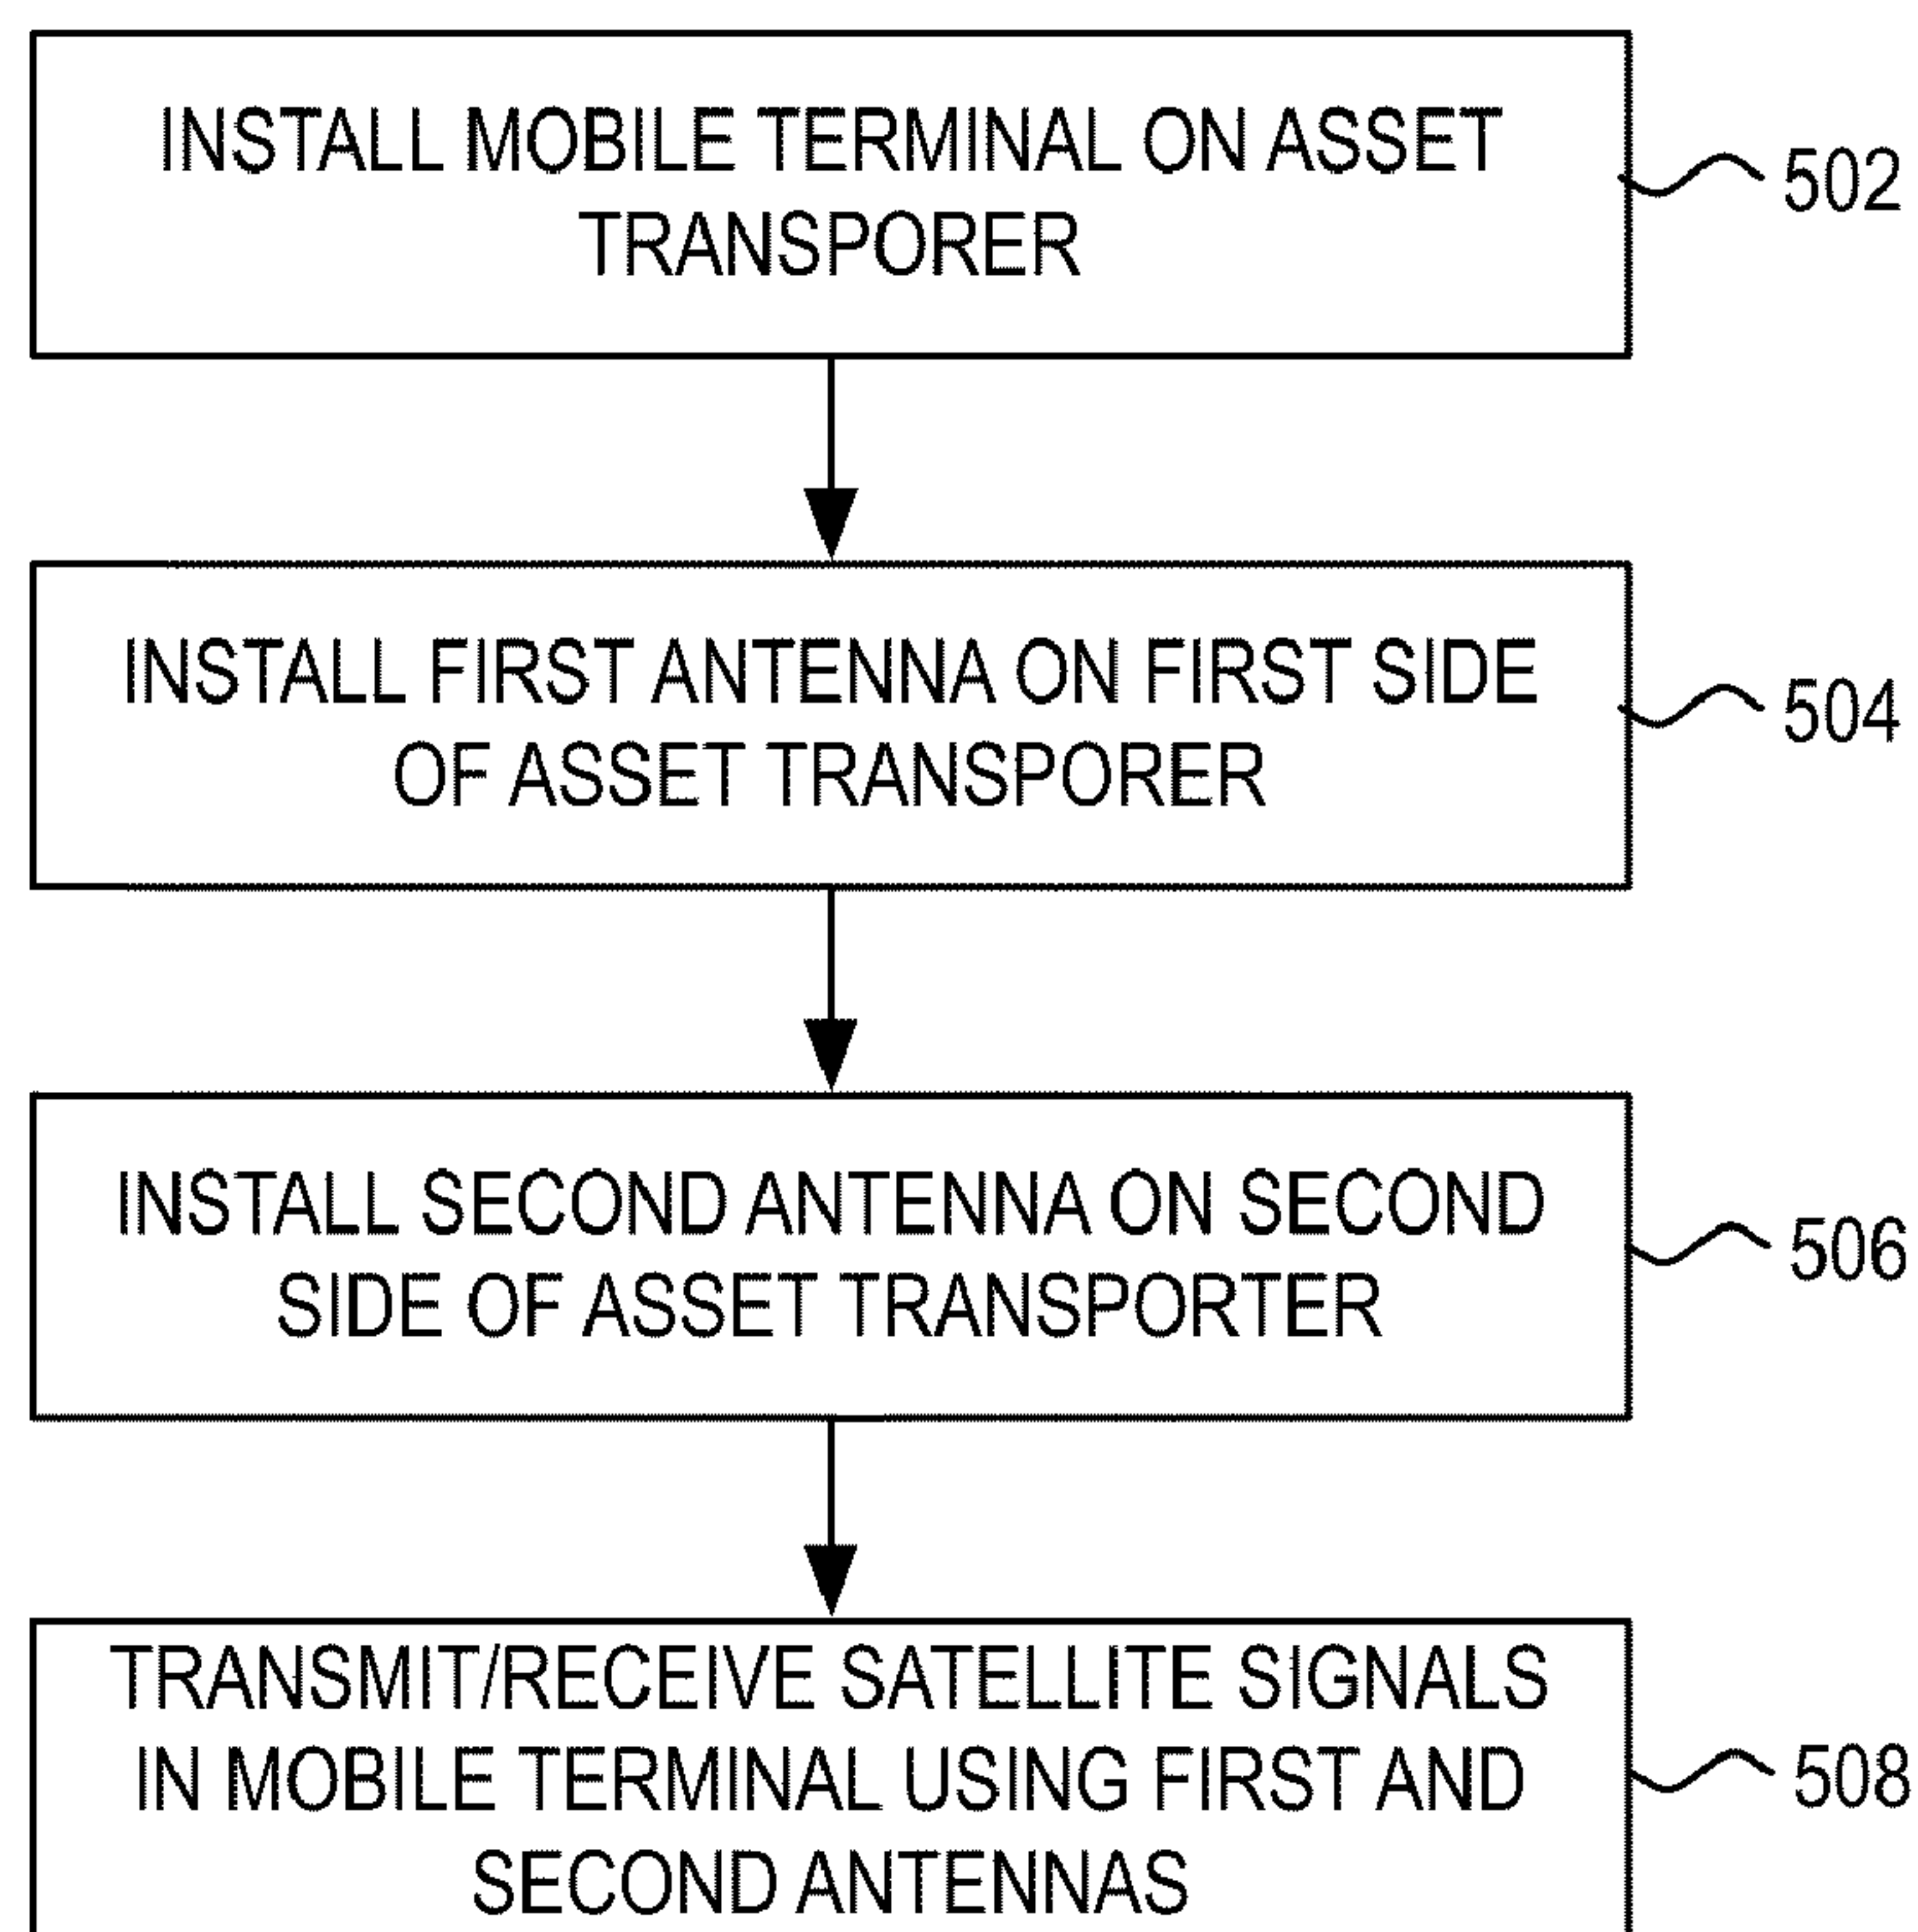 INSTALL MOBILE TERMINAL ON ASSET
TRANSPORER
502
INSTALL FIRST ANTENNA ON FIRST SIDE
OF ASSET TRANSPORER
504
INSTALL SECOND ANTENNA ON SECOND
SIDE OF ASSET TRANSPORTER
506
TRANSMIT/RECEIVE SATELLITE SIGNALS
IN MOBILE TERMINAL USING FIRST AND
SECOND ANTENNAS
508